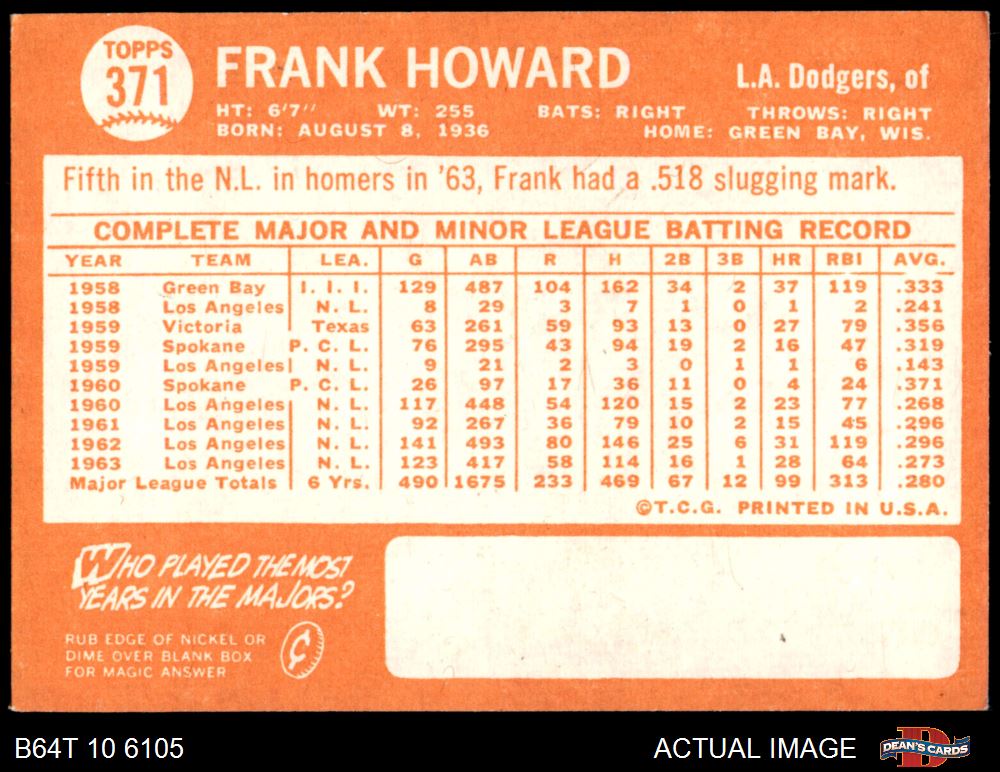 TOPPS
371
FRANK HOWARD
L.A. Dodgers, of
HT: 6'7'' WT: 255 BATS: RIGHT THROWS: RIGHT
BORN: AUGUST 8, 1936 HOME: GREEN BAY, WIS.
Fifth in the N.L. in homers in '63, Frank had a .518 slugging mark.
COMPLETE MAJOR AND MINOR LEAGUE BATTING RECORD
YEAR TEAM LEA. G AB R H 2B 3B HR RBI AVG.
1958 Green Bay I. I. I. 129 487 104 162 34 2 37 119 .333
1958 Los Angeles N. L. 8 29 3 7 1 0 1 2 .241
1959 Victoria Texas 63 261 59 93 13 0 27 79 .356
1959 Spokane P. C. L. 76 295 43 94 19 2 16 47 .319
1959 Los Angeles N. L. 9 21 2 3 0 1 1 6 .143
1960 Spokane P. C. L. 26 97 17 36 11 0 4 24 .371
1960 Los Angeles N. L. 117 448 54 120 15 2 23 77 .268
1961 Los Angeles N. L. 92 267 36 79 10 2 15 45 .296
1962 Los Angeles N. L. 141 493 80 146 25 6 31 119 .296
1963 Los Angeles N. L. 123 417 58 114 16 1 28 64 .273
Major League Totals 6 Yrs. 490 1675 233 469 67 12 99 313 .280
©T.C.G. PRINTED IN U.S.A.
WHO PLAYED THE MOST
YEARS IN THE MAJORS?
RUB EDGE OF NICKEL OR
DIME OVER BLANK BOX
FOR MAGIC ANSWER
¢
B64T 10 6105
ACTUAL IMAGE
D
DEAN'S CARDS